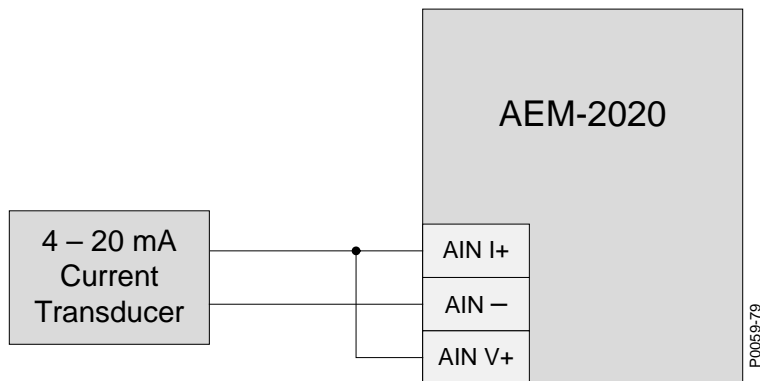 AEM-2020
4 – 20 mA
Current
Transducer
AIN I+
AIN –
AIN V+
P0059-79